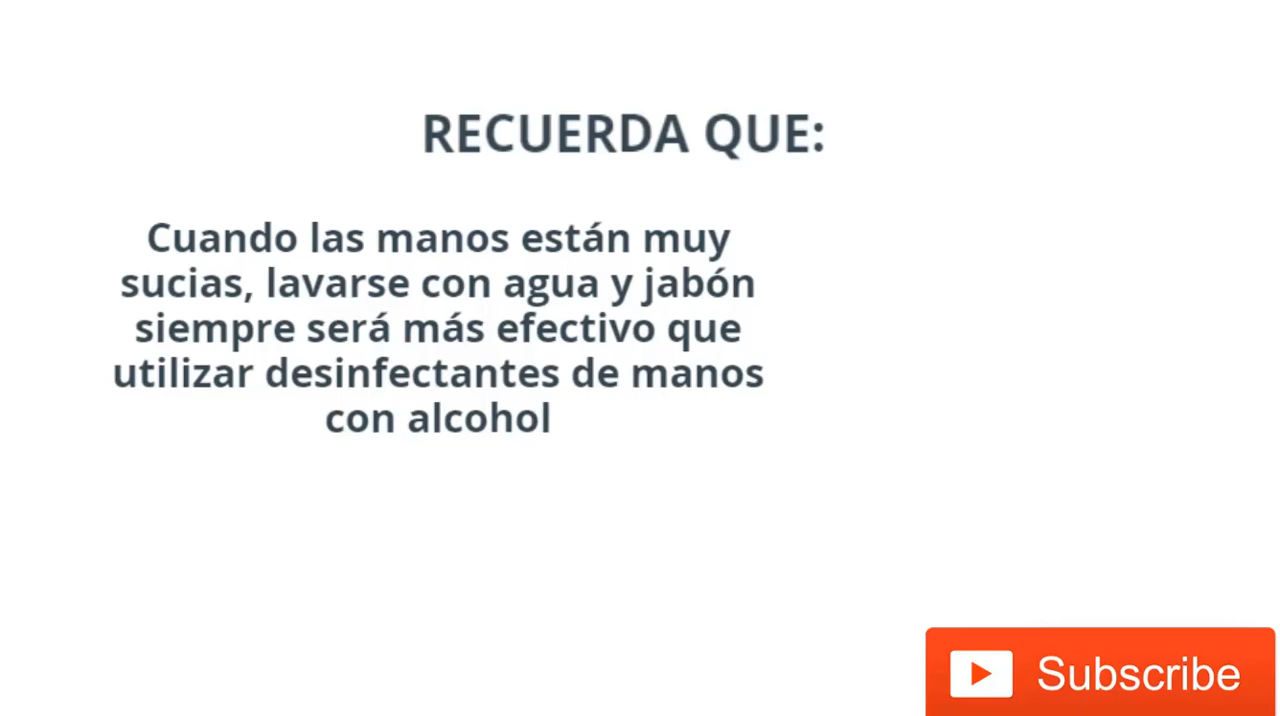 RECUERDA QUE:
Cuando las manos están muy
sucias, lavarse con agua y jabón
siempre será más efectivo que
utilizar desinfectantes de manos
con alcohol
Subscribe